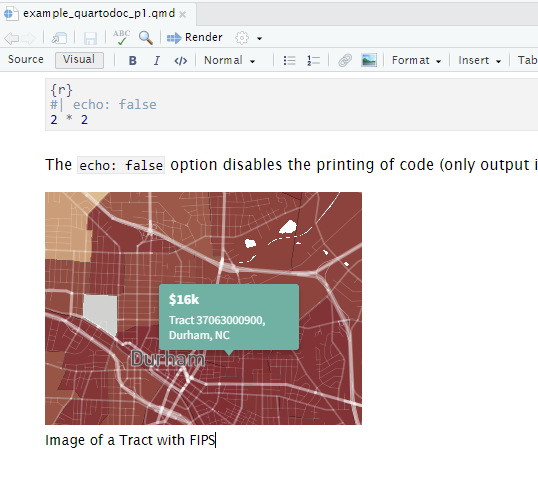 example_quartodoc_p1.qmd
ABC
Render
Source Visual B I </> Normal Format Insert Tab
{r}
#| echo: false
2 * 2
The echo: false option disables the printing of code (only output i
$16k
Tract 37063000900,
Durham, NC
Durham
Image of a Tract with FIPS